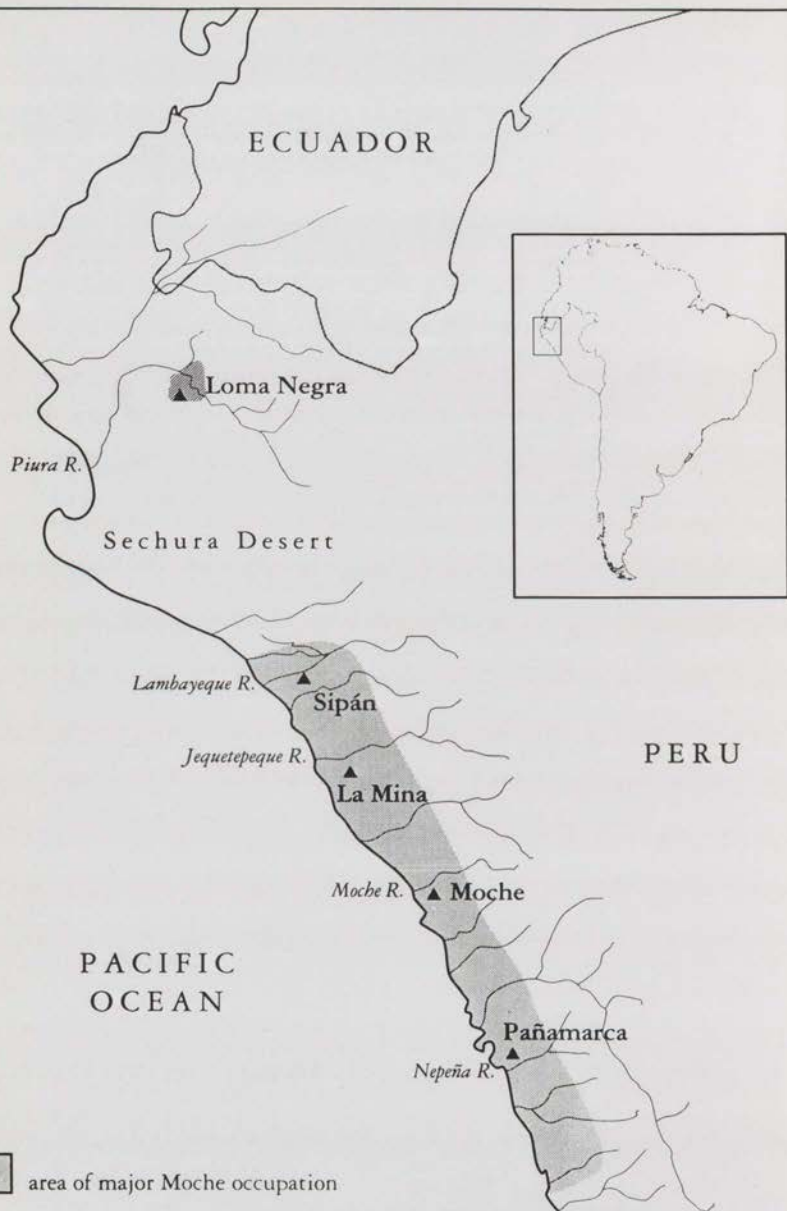 ECUADOR
Loma Negra
Piura R.
Sechura Desert
Lambayeque R.
Sipán
Jequetepeque R.
PERU
La Mina
Moche R.
Moche
PACIFIC
OCEAN
Pañamarca
Nepeña R.
area of major Moche occupation